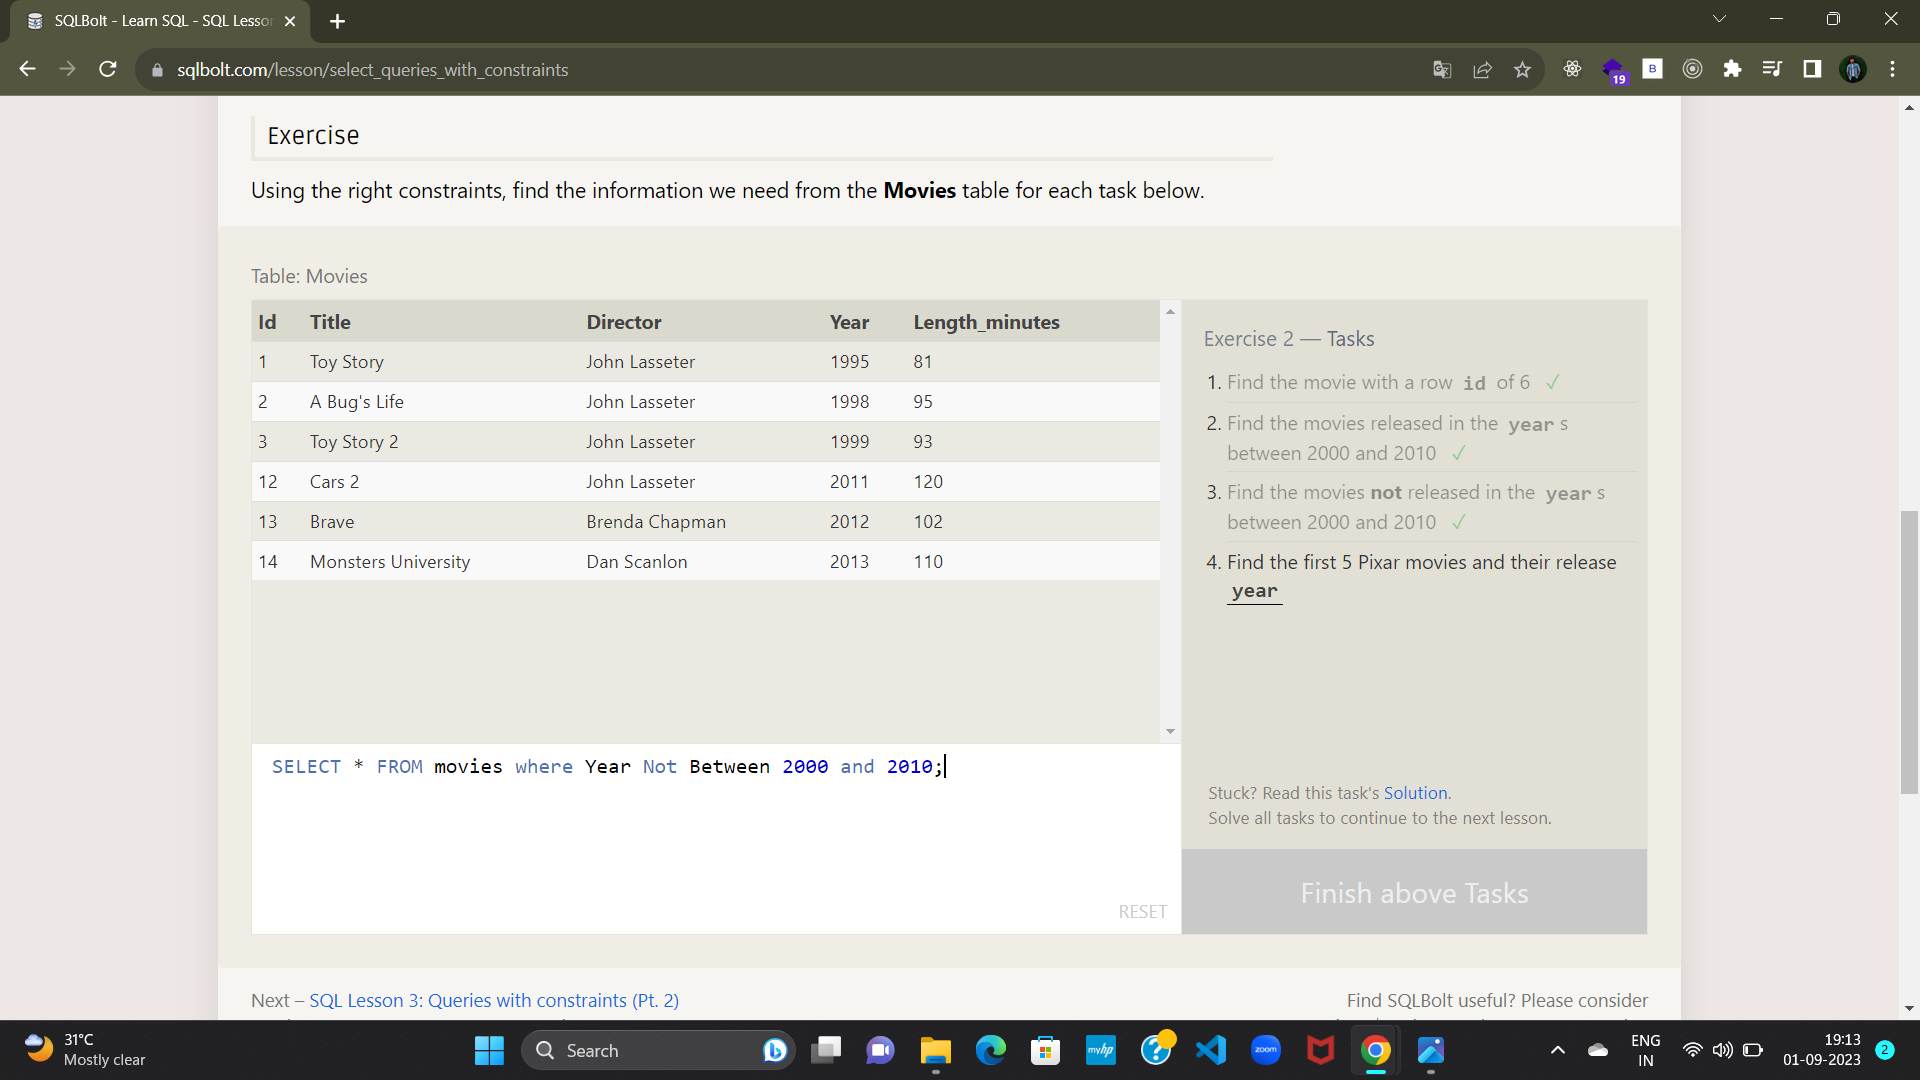 SQLBolt - Learn SQL - SQL Lesson
sqlbolt.com/lesson/select_queries_with_constraints
B
19
Exercise
Using the right constraints, find the information we need from the Movies table for each task below.
Table: Movies
Id Title Director Year Length_minutes
1 Toy Story John Lasseter 1995 81
2 A Bug's Life John Lasseter 1998 95
3 Toy Story 2 John Lasseter 1999 93
12 Cars 2 John Lasseter 2011 120
13 Brave Brenda Chapman 2012 102
14 Monsters University Dan Scanlon 2013 110
SELECT * FROM movies where Year Not Between 2000 and 2010;
RESET
Exercise 2 — Tasks
1. Find the movie with a row id of 6 ✓
2. Find the movies released in the year s
between 2000 and 2010 ✓
3. Find the movies not released in the year s
between 2000 and 2010 ✓
4. Find the first 5 Pixar movies and their release
year
Stuck? Read this task's Solution.
Solve all tasks to continue to the next lesson.
Finish above Tasks
Next – SQL Lesson 3: Queries with constraints (Pt. 2)
Find SQLBolt useful? Please consider
31°C
Mostly clear
Search
myhp
zoom
ENG
IN
19:13
01-09-2023
2